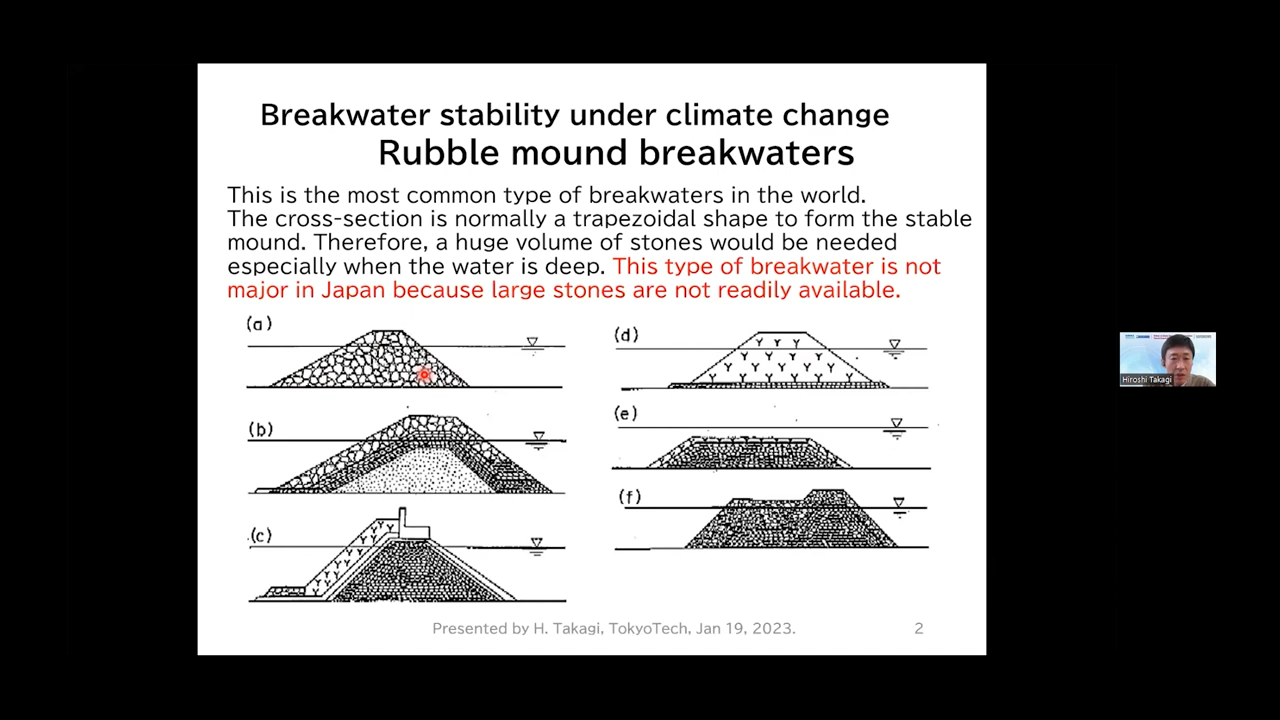 Breakwater stability under climate change
Rubble mound breakwaters
This is the most common type of breakwaters in the world.
The cross-section is normally a trapezoidal shape to form the stable
mound. Therefore, a huge volume of stones would be needed
especially when the water is deep. This type of breakwater is not
major in Japan because large stones are not readily available.
(a)
(b)
(c)
(d)
(e)
(f)
Presented by H. Takagi, TokyoTech, Jan 19, 2023.
2
Hiroshi Takagi